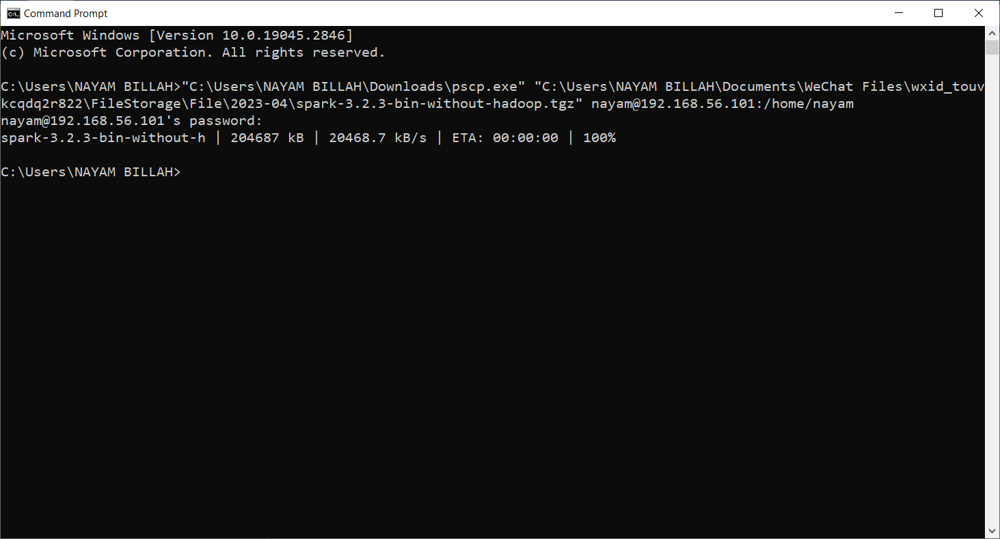 Command Prompt
Microsoft Windows [Version 10.0.19045.2846]
(c) Microsoft Corporation. All rights reserved.
C:\Users\NAYAM BILLAH>"C:\Users\NAYAM BILLAH\Downloads\pscp.exe" "C:\Users\NAYAM BILLAH\Documents\WeChat Files\wxid_touv
kcqdq2r822\FileStorage\File\2023-04\spark-3.2.3-bin-without-hadoop.tgz" nayam@192.168.56.101:/home/nayam
nayam@192.168.56.101's password:
spark-3.2.3-bin-without-h | 204687 kB | 20468.7 kB/s | ETA: 00:00:00 | 100%
C:\Users\NAYAM BILLAH>